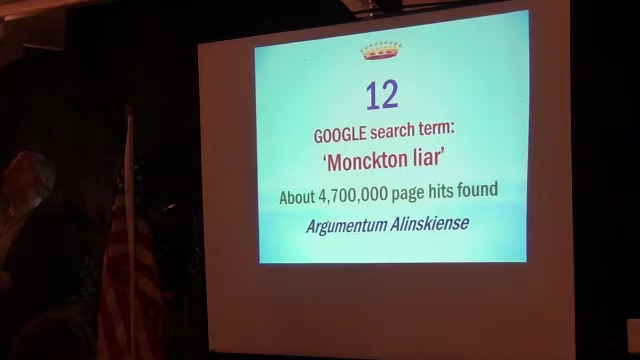 12
GOOGLE search term:
‘Monckton liar’
About 4,700,000 page hits found
Argumentum Alinskiense